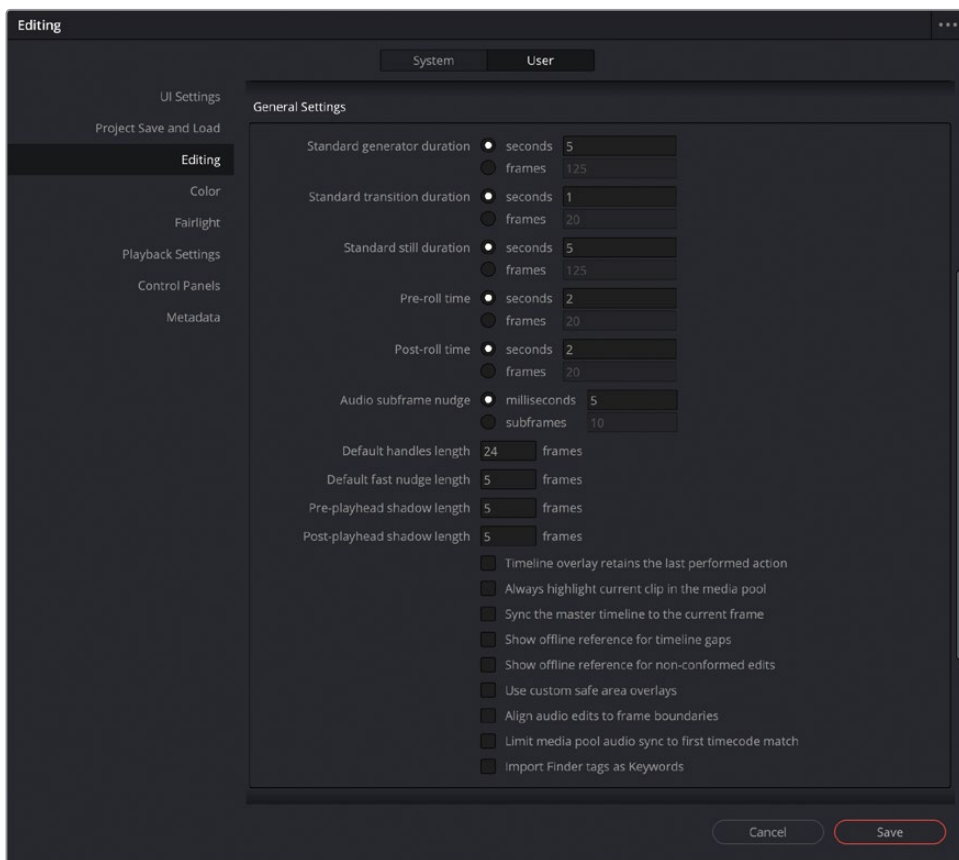 Editing
System User
UI Settings
Project Save and Load
Editing
Color
Fairlight
Playback Settings
Control Panels
Metadata
General Settings
Standard generator duration seconds 5
frames 125
Standard transition duration seconds 1
frames 20
Standard still duration seconds 5
frames 125
Pre-roll time seconds 2
frames 20
Post-roll time seconds 2
frames 20
Audio subframe nudge milliseconds 5
subframes 10
Default handles length 24 frames
Default fast nudge length 5 frames
Pre-playhead shadow length 5 frames
Post-playhead shadow length 5 frames
Timeline overlay retains the last performed action
Always highlight current clip in the media pool
Sync the master timeline to the current frame
Show offline reference for timeline gaps
Show offline reference for non-conformed edits
Use custom safe area overlays
Align audio edits to frame boundaries
Limit media pool audio sync to first timecode match
Import Finder tags as Keywords
Cancel Save